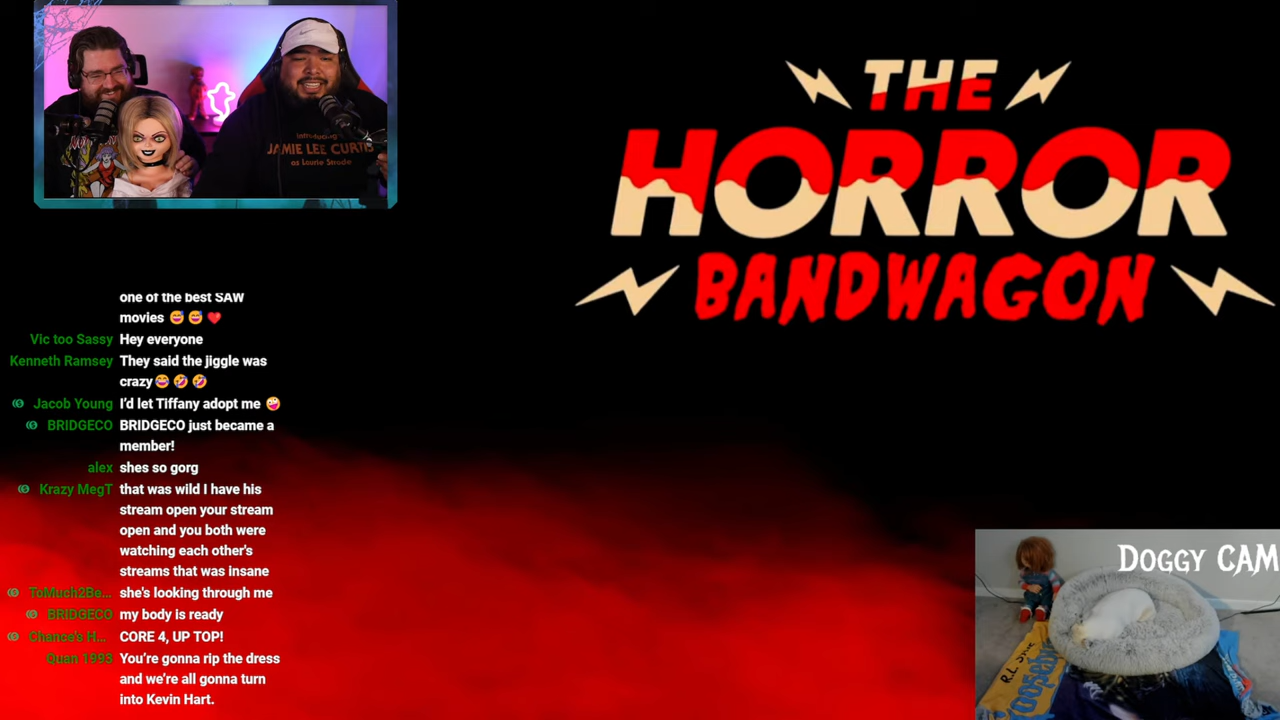 THE
HORROR
BANDWAGON
JAMIE LEE CURTIS
as Laurie Strode
one of the best SAW
movies 😅 😅 ❤️
Vic too Sassy Hey everyone
Kenneth Ramsey They said the jiggle was
crazy😂 🤣 🤣
Jacob Young I’d let Tiffany adopt me 🤪
BRIDGECO BRIDGECO just became a
member!
alex shes so gorg
Krazy MegT that was wild I have his
stream open your stream
open and you both were
watching each other's
streams that was insane
ToMuch2Be... she's looking through me
BRIDGECO my body is ready
Chance's H... CORE 4, UP TOP!
Quan 1993 You’re gonna rip the dress
and we’re all gonna turn
into Kevin Hart.
DOGGY CAM
R.L. STINE
Goosebu